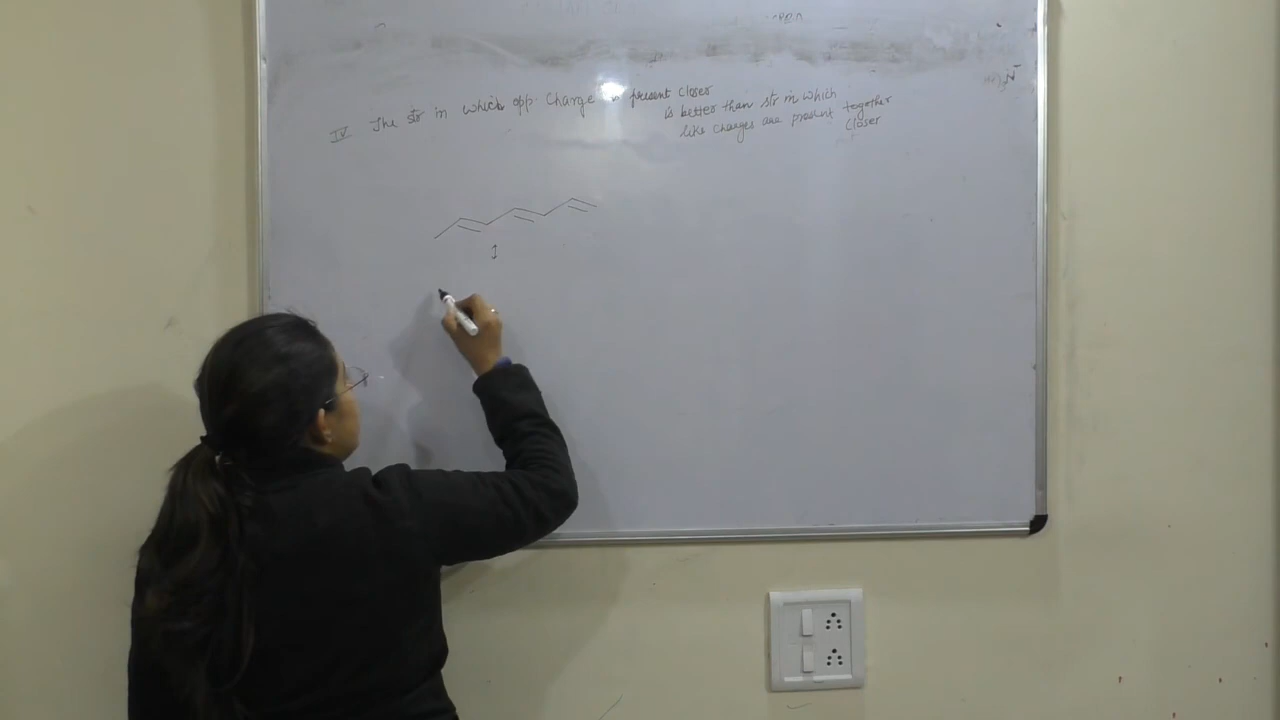 IV The str in which opp. Charge is present closer
is better than str in which
like charges are present together
closer
I